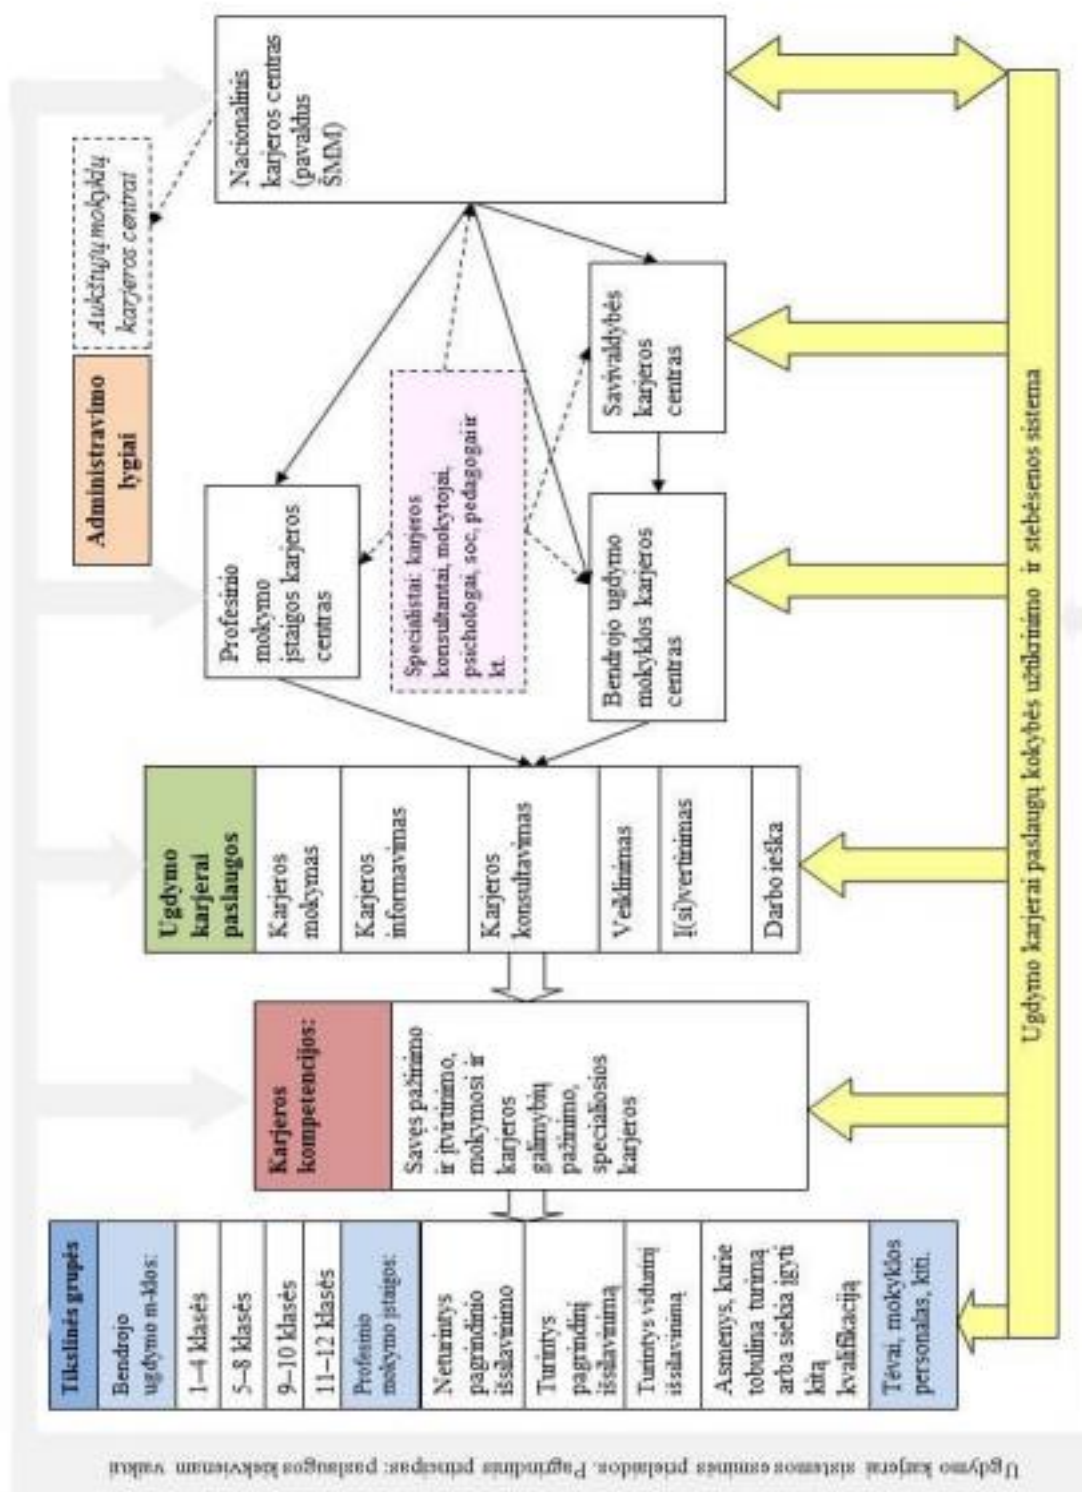 Ugdymo karjerai sistemos esminės prielaidos. Pagrindinis principas: paslaugos kiekvienam vaikui
Tikslinės grupės
Bendrojo
ugdymo m-klos:
1–4 klasės
5–8 klasės
9–10 klasės
11–12 klasės
Profesinio
mokymo įstaigos:
Neturintys
pagrindinio
išsilavinimo
Turintys
pagrindinį
išsilavinimą
Turintys vidurinį
išsilavinimą
Asmenys, kurie
tobulina turimą
arba siekia įgyti
kitą
kvalifikaciją
Tėvai, mokyklos
personalas, kiti.
Karjeros
kompetencijos:
Savęs pažinimo
ir įtvirtinimo,
mokymosi ir
karjeros
galimybių
pažinimo,
specialiosios
karjeros
Ugdymo
karjerai
paslaugos
Karjeros
mokymas
Karjeros
informavimas
Karjeros
konsultavimas
Veiklinimas
Į(si)vertinimas
Darbo ieška
Administravimo
lygiai
Aukštųjų mokyklų
karjeros centrai
Profesinio
mokymo
įstaigos karjeros
centras
Specialistai: karjeros
konsultantai, mokytojai,
psichologai, soc, pedagogai ir
kt.
Bendrojo ugdymo
mokyklos karjeros
centras
Savivaldybės
karjeros
centras
Nacionalinis
karjeros centras
(pavaldus
ŠMM)
Ugdymo karjerai paslaugų kokybės užtikrinimo ir stebėsenos sistema